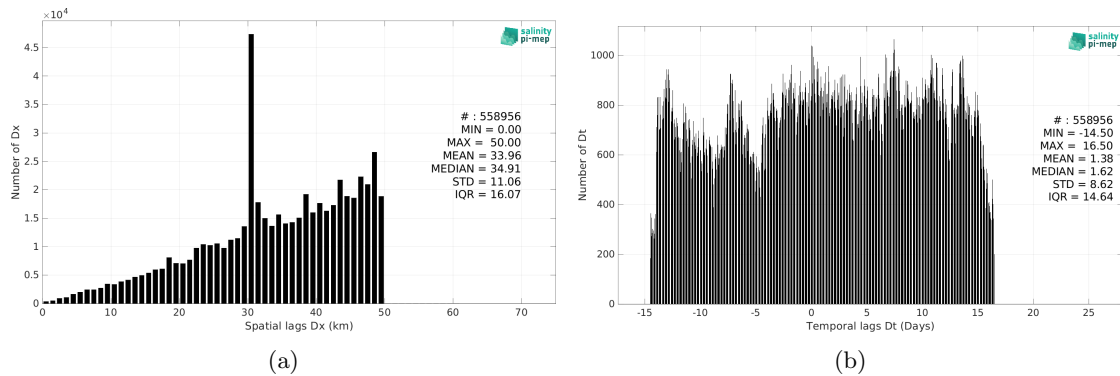 ×10⁴
4.5
4
3.5
3
2.5
2
1.5
1
0.5
0
Number of Dx
salinity
pi-mep
# : 558956
MIN = 0.00
MAX = 50.00
MEAN = 33.96
MEDIAN = 34.91
STD = 11.06
IQR = 16.07
0 10 20 30 40 50 60 70
Spatial lags Dx (km)
(a)
1000
800
600
400
200
0
Number of Dt
salinity
pi-mep
# : 558956
MIN = -14.50
MAX = 16.50
MEAN = 1.38
MEDIAN = 1.62
STD = 8.62
IQR = 14.64
-15 -10 -5 0 5 10 15 20 25
Temporal lags Dt (Days)
(b)